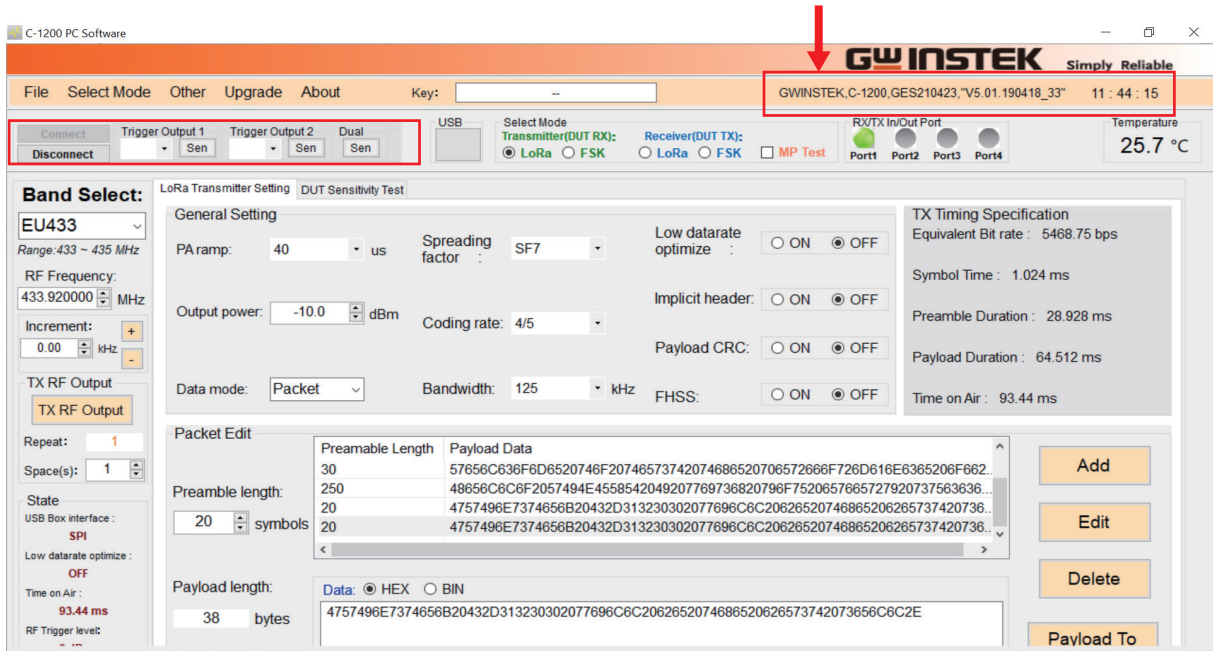 C-1200 PC Software
GWINSTEK Simply Reliable
File Select Mode Other Upgrade About Key: -- GWINSTEK,C-1200,GES210423,"V5.01.190418_33" 11 : 44 : 15
Connect
Disconnect
Trigger Output 1 Trigger Output 2 Dual
Sen Sen Sen
USB
Select Mode
Transmitter(DUT RX): Receiver(DUT TX):
LoRa FSK LoRa FSK MP Test
RX/TX In/Out Port
Port1 Port2 Port3 Port4
Temperature
25.7 °C
Band Select:
EU433
Range:433 ~ 435 MHz
RF Frequency:
433.920000 MHz
Increment:
0.00 kHz
+
-
TX RF Output
TX RF Output
Repeat: 1
Space(s): 1
State
USB Box interface :
SPI
Low datarate optimize :
OFF
Time on Air :
93.44 ms
RF Trigger level:
LoRa Transmitter Setting DUT Sensitivity Test
General Setting
PA ramp: 40 us
Output power: -10.0 dBm
Data mode: Packet
Spreading
factor : SF7
Coding rate: 4/5
Bandwidth: 125 kHz
Low datarate
optimize : ON OFF
Implicit header: ON OFF
Payload CRC: ON OFF
FHSS: ON OFF
TX Timing Specification
Equivalent Bit rate : 5468.75 bps
Symbol Time : 1.024 ms
Preamble Duration : 28.928 ms
Payload Duration : 64.512 ms
Time on Air : 93.44 ms
Packet Edit
Preamble length:
20 symbols
Payload length:
38 bytes
Preamable Length Payload Data
30 57656C636F6D6520746F20746573742074686520706572666F726D616E6365206F662..
250 48656C6C6F2057494E4558542049207769736820796F7520657665727920737563636...
20 4757496E7374656B20432D313230302077696C6C20626520746865206265737420736..
20 4757496E7374656B20432D313230302077696C6C20626520746865206265737420736..
Data: HEX BIN
4757496E7374656B20432D313230302077696C6C2062652074686520626573742073656C6C2E
Add
Edit
Delete
Payload To